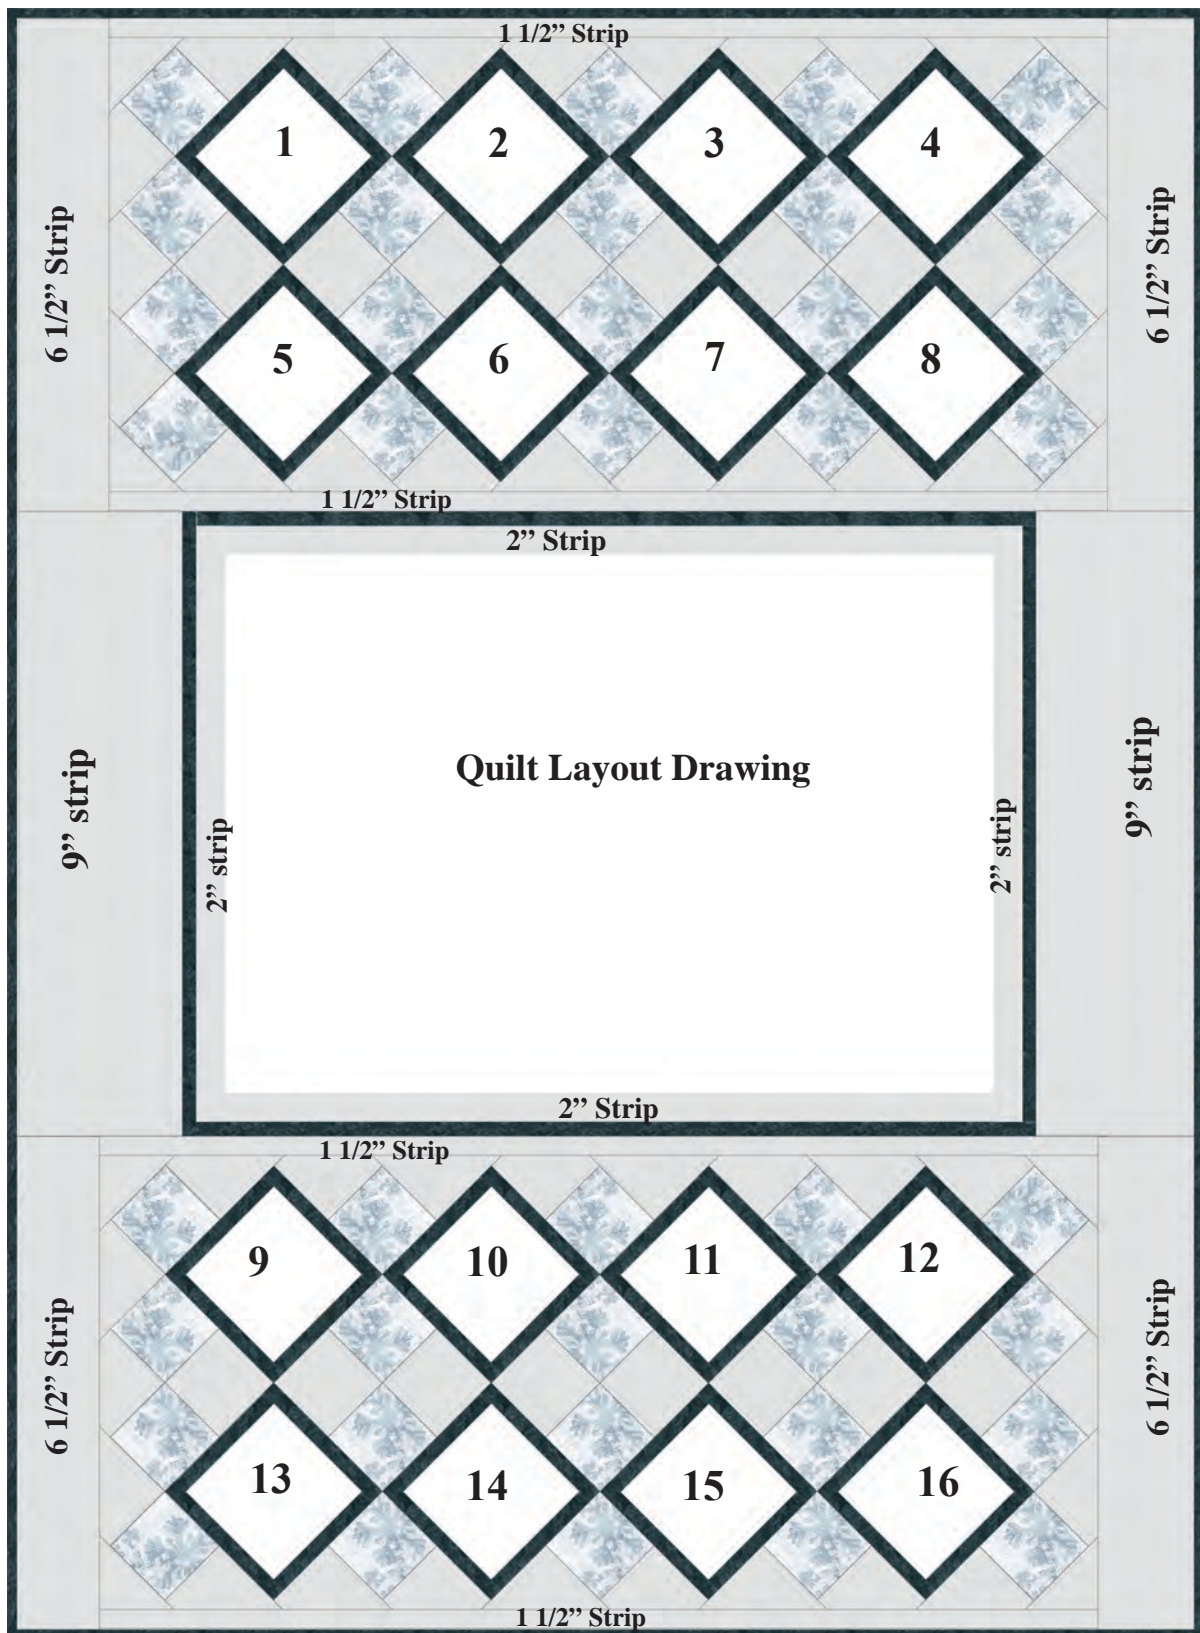 1 1/2” Strip
1
2
3
4
6 1/2” Strip
6 1/2” Strip
5
6
7
8
1 1/2” Strip
2” Strip
Quilt Layout Drawing
9” strip
9” strip
2” strip
2” strip
2” Strip
1 1/2” Strip
9
10
11
12
6 1/2” Strip
6 1/2” Strip
13
14
15
16
1 1/2” Strip